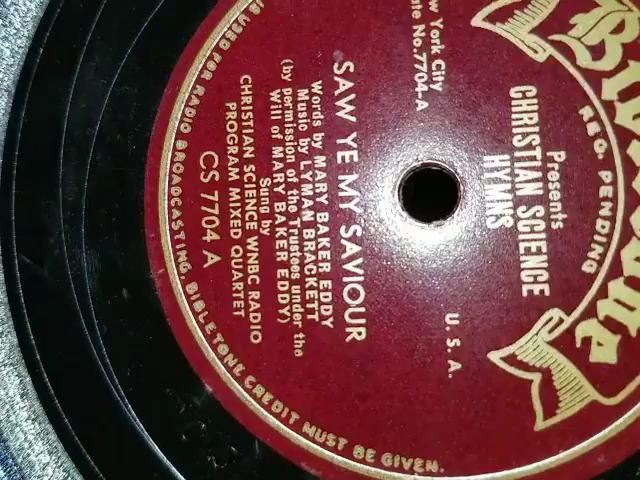 REG. PENDING
Presents
CHRISTIAN SCIENCE
HYMNS
New York City
U. S. A.
No. 7704-A
SAW YE MY SAVIOUR
Words by MARY BAKER EDDY
Music by LYMAN BRACKETT
(by permission of the Trustees under the
Will of MARY BAKER EDDY)
Sung by
CHRISTIAN SCIENCE WNBC RADIO
PROGRAM MIXED QUARTET
CS 7704 A
USED FOR RADIO BROADCASTING BIBLETONE CREDIT MUST BE GIVEN.